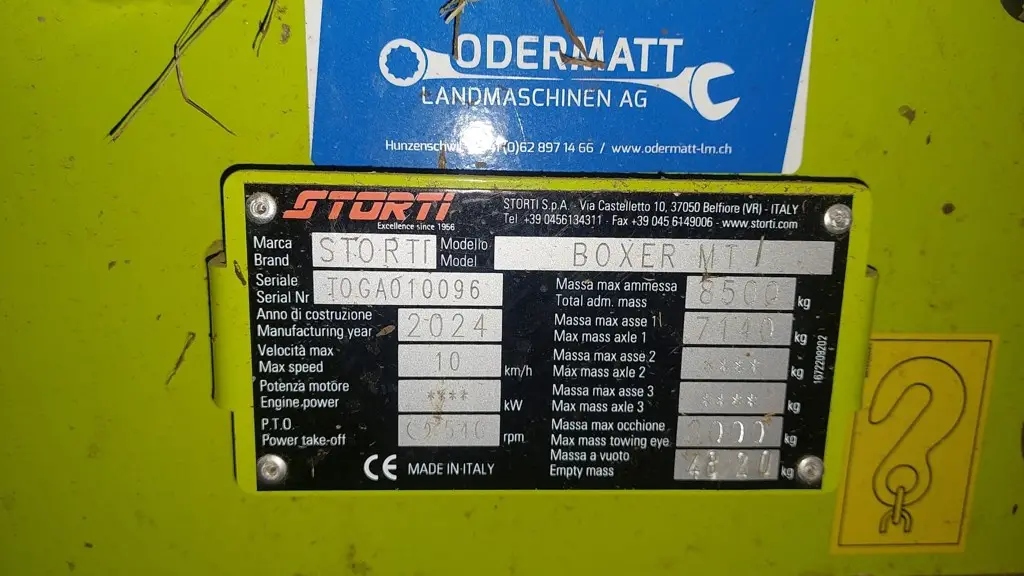 ODERMATT
LANDMASCHINEN AG
(0)62 897 14 66 / www.odermatt-lm.ch
STORTI
Excellence since 1956
STORTI S.p.A. Via Castelletto 10, 37050 Belfiore (VR) - ITALY
Tel +39 0456134311 - Fax +39 045 6149006 - www.storti.com
Marca
Brand
STORTI
Modello
Model
BOXER MT
Seriale
Serial Nr
T0GA010096
Anno di costruzione
Manufacturing year
2024
Velocità max
Max speed
10
km/h
Potenza motore
Engine power
****
kW
P.T.O.
Power take-off
540
rpm
Massa max ammessa
Total adm. mass
8500
kg
Massa max asse 1
Max mass axle 1
7140
kg
Massa max asse 2
Max mass axle 2
****
kg
Massa max asse 3
Max mass axle 3
****
kg
Massa max occhione
Max mass towing eye
kg
Massa a vuoto
Empty mass
kg
CE MADE IN ITALY
1672209202